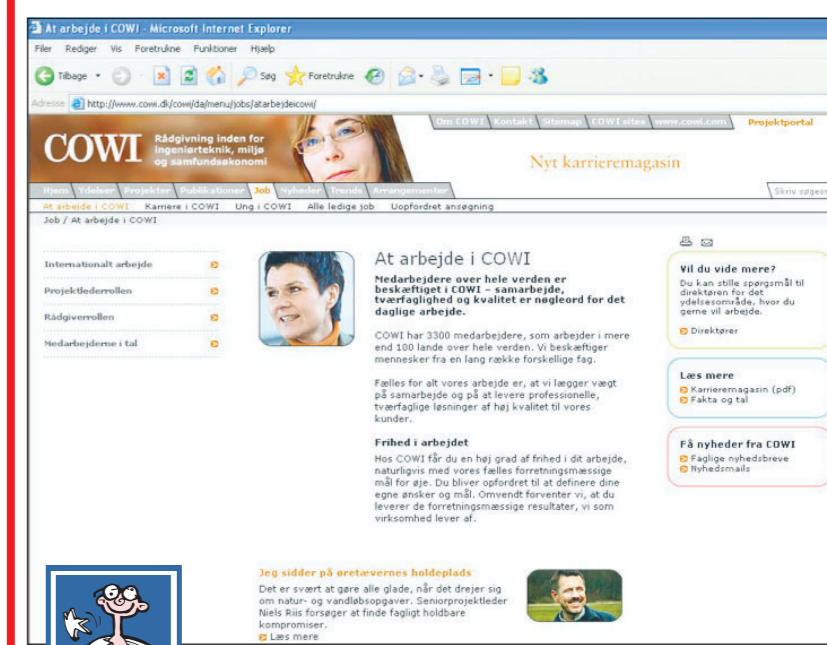 At arbejde i COWI - Microsoft Internet Explorer
Filer Rediger Vis Foretrukne Funktioner Hjælp
Tilbage Søg Foretrukne
Adresse http://www.cowi.dk/cowi/da/menu/jobs/atarbejdeicowi/
Om COWI Kontakt Sitemap COWI sites www.cowi.com Projektportal
COWI
Rådgivning inden for
ingeniørteknik, miljø
og samfundsøkonomi
Nyt karrieremagasin
Hjem Ydelser Projekter Publikationer Job Nyheder Trends Arrangementer
Skriv søgeor
At arbejde i COWI Karriere i COWI Ung i COWI Alle ledige job Uopfordret ansøgning
Job / At arbejde i COWI
Internationalt arbejde
Projektlederrollen
Rådgiverrollen
Medarbejderne i tal
At arbejde i COWI
Medarbejdere over hele verden er
beskæftiget i COWI – samarbejde,
tværfaglighed og kvalitet er nøgleord for det
daglige arbejde.
COWI har 3300 medarbejdere, som arbejder i mere
end 100 lande over hele verden. Vi beskæftiger
mennesker fra en lang række forskellige fag.
Fælles for alt vores arbejde er, at vi lægger vægt
på samarbejde og på at levere professionelle,
tværfaglige løsninger af høj kvalitet til vores
kunder.
Frihed i arbejdet
Hos COWI får du en høj grad af frihed i dit arbejde,
naturligvis med vores fælles forretningsmæssige
mål for øje. Du bliver opfordret til at definere dine
egne ønsker og mål. Omvendt forventer vi, at du
leverer de forretningsmæssige resultater, vi som
virksomhed lever af.
Jeg sidder på øretævernes holdeplads
Det er svært at gøre alle glade, når det drejer sig
om natur- og vandløbsopgaver. Seniorprojektleder
Niels Riis forsøger at finde fagligt holdbare
kompromiser.
Læs mere
Vil du vide mere?
Du kan stille spørgsmål til
direktøren for det
ydelsesområde, hvor du
gerne vil arbejde.
Direktører
Læs mere
Karrieremagasin (pdf)
Fakta og tal
Få nyheder fra COWI
Faglige nyhedsbreve
Nyhedsmails